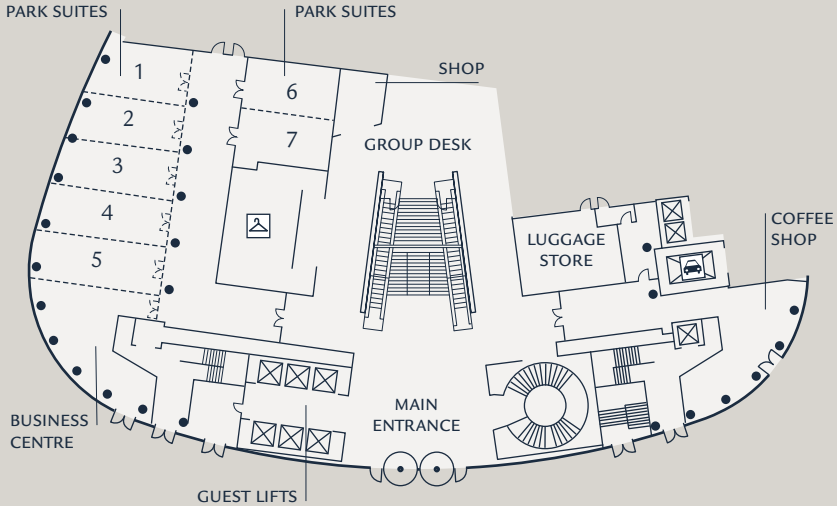 PARK SUITES
PARK SUITES
SHOP
1
2
3
4
5
6
7
GROUP DESK
LUGGAGE
STORE
COFFEE
SHOP
MAIN
ENTRANCE
BUSINESS
CENTRE
GUEST LIFTS